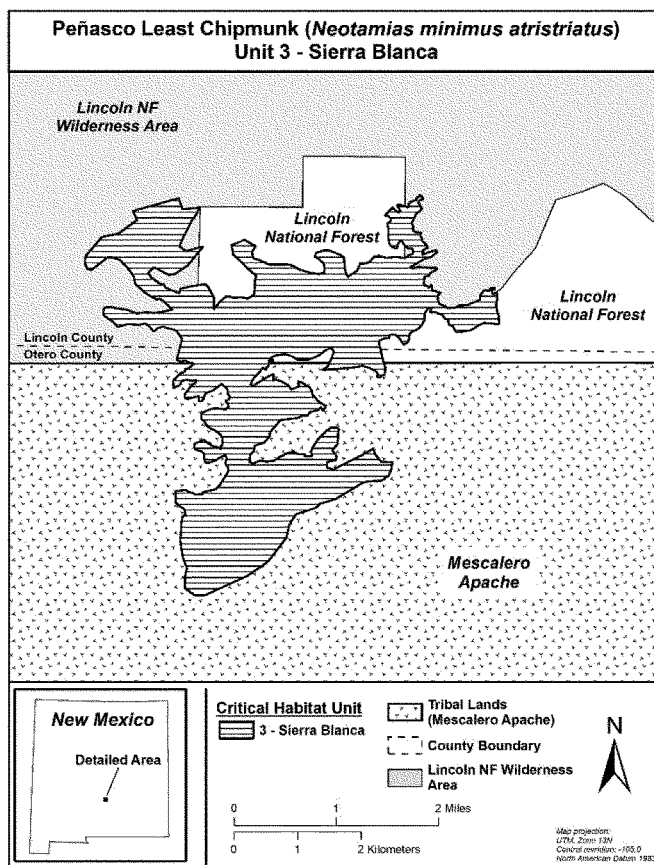 Peñasco Least Chipmunk (Neotamias minimus atristriatus)
Unit 3 - Sierra Blanca
Lincoln NF
Wilderness Area
Lincoln
National Forest
Lincoln
National Forest
Lincoln County
Otero County
Mescalero
Apache
New Mexico
Detailed Area
Critical Habitat Unit
3 - Sierra Blanca
Tribal Lands
(Mescalero Apache)
County Boundary
Lincoln NF Wilderness
Area
N
0 1 2 Miles
0 1 2 Kilometers
Map projection:
UTM, Zone 13N
Central meridian: -105.0
North American Datum 1983